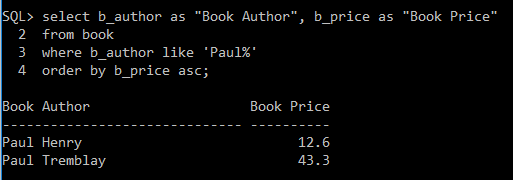 SQL> select b_author as "Book Author", b_price as "Book Price"
  2  from book
  3  where b_author like 'Paul%'
  4  order by b_price asc;

Book Author                    Book Price
------------------------------ ----------
Paul Henry                           12.6
Paul Tremblay                        43.3